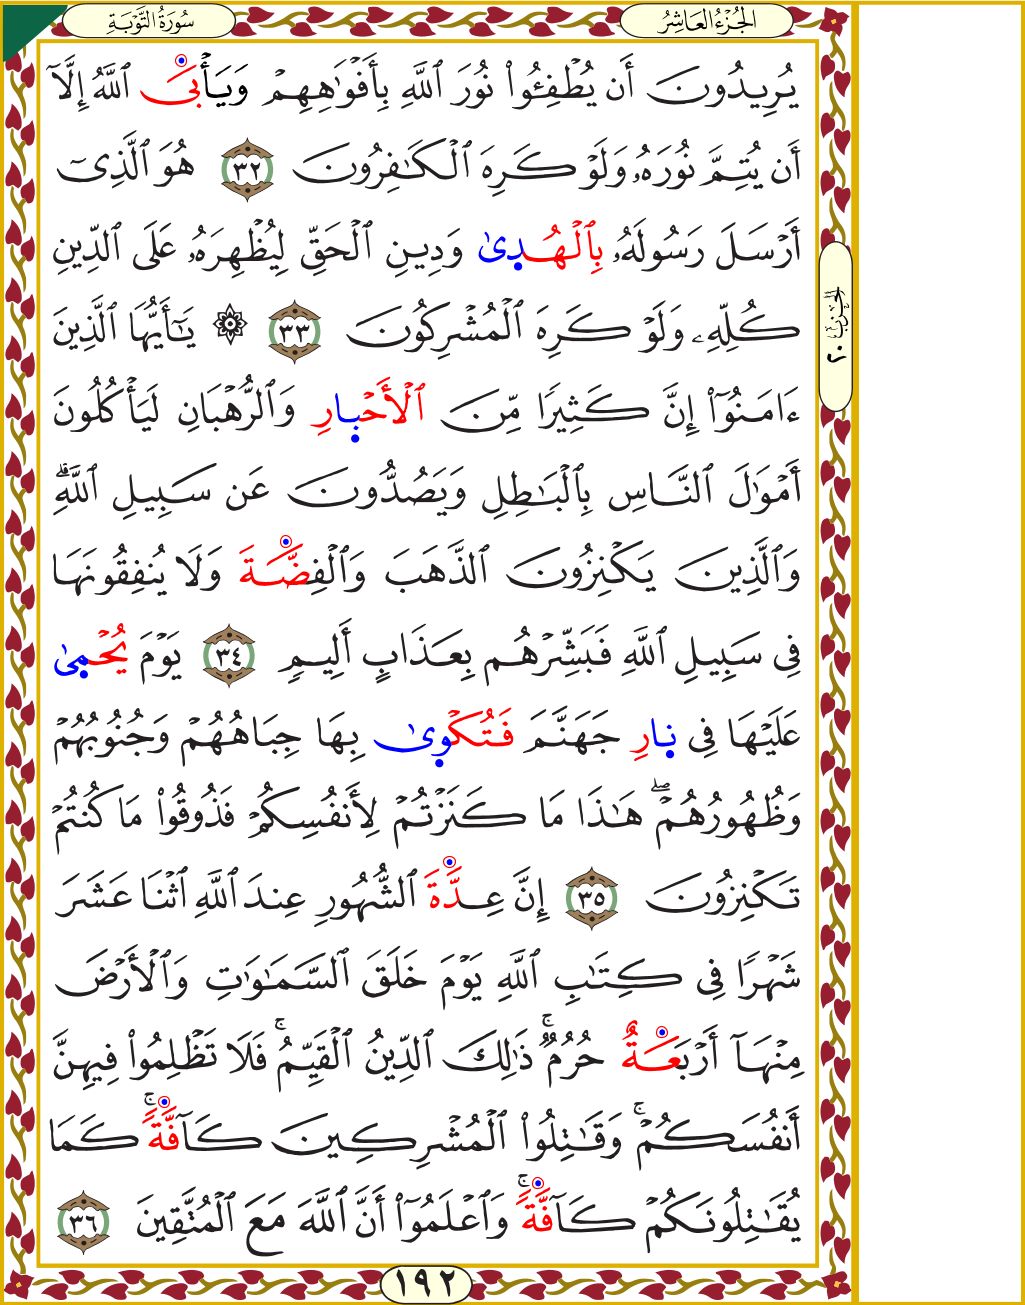 سُورَةُ التَّوْبَةِ
الجُزْءُ العَاشِرُ
يُرِيدُونَ أَن يُطْفِـُٔوا۟ نُورَ ٱللَّهِ بِأَفْوَٰهِهِمْ وَيَأْبَىٰ ٱللَّهُ إِلَّآ
أَن يُتِمَّ نُورَهُۥ وَلَوْ كَرِهَ ٱلْكَـٰفِرُونَ ٣٢ هُوَ ٱلَّذِىٓ
أَرْسَلَ رَسُولَهُۥ بِٱلْهُدِىٰ وَدِينِ ٱلْحَقِّ لِيُظْهِرَهُۥ عَلَى ٱلدِّينِ
كُلِّهِۦ وَلَوْ كَرِهَ ٱلْمُشْرِكُونَ ٣٣ ۞ يَـٰٓأَيُّهَا ٱلَّذِينَ
ءَامَنُوٓا۟ إِنَّ كَثِيرًا مِّنَ ٱلْأَحْبارِ وَٱلرُّهْبَانِ لَيَأْكُلُونَ
أَمْوَٰلَ ٱلنَّاسِ بِٱلْبَـٰطِلِ وَيَصُدُّونَ عَن سَبِيلِ ٱللَّهِ ۗ
وَٱلَّذِينَ يَكْنِزُونَ ٱلذَّهَبَ وَٱلْفِضَّةَ وَلَا يُنفِقُونَهَا
فِى سَبِيلِ ٱللَّهِ فَبَشِّرْهُم بِعَذَابٍ أَلِيمٍ ٣٤ يَوْمَ يُحْمِىٰ
عَلَيْهَا فِى نارِ جَهَنَّمَ فَتُكْوِىٰ بِهَا جِبَاهُهُمْ وَجُنُوبُهُمْ
وَظُهُورُهُمْ ۖ هَـٰذَا مَا كَنَزْتُمْ لِأَنفُسِكُمْ فَذُوقُوا۟ مَا كُنتُمْ
تَكْنِزُونَ ٣٥ إِنَّ عِدَّةَ ٱلشُّهُورِ عِندَ ٱللَّهِ ٱثْنَا عَشَرَ
شَهْرًا فِى كِتَـٰبِ ٱللَّهِ يَوْمَ خَلَقَ ٱلسَّمَـٰوَٰتِ وَٱلْأَرْضَ
مِنْهَآ أَرْبَعَةٌ حُرُمٌ ۚ ذَٰلِكَ ٱلدِّينُ ٱلْقَيِّمُ ۚ فَلَا تَظْلِمُوا۟ فِيهِنَّ
أَنفُسَكُمْ ۚ وَقَـٰتِلُوا۟ ٱلْمُشْرِكِينَ كَآفَّةً ۚ كَمَا
يُقَـٰتِلُونَكُمْ كَآفَّةً ۚ وَٱعْلَمُوٓا۟ أَنَّ ٱللَّهَ مَعَ ٱلْمُتَّقِينَ ٣٦
الحزب ٢٠
١٩٢